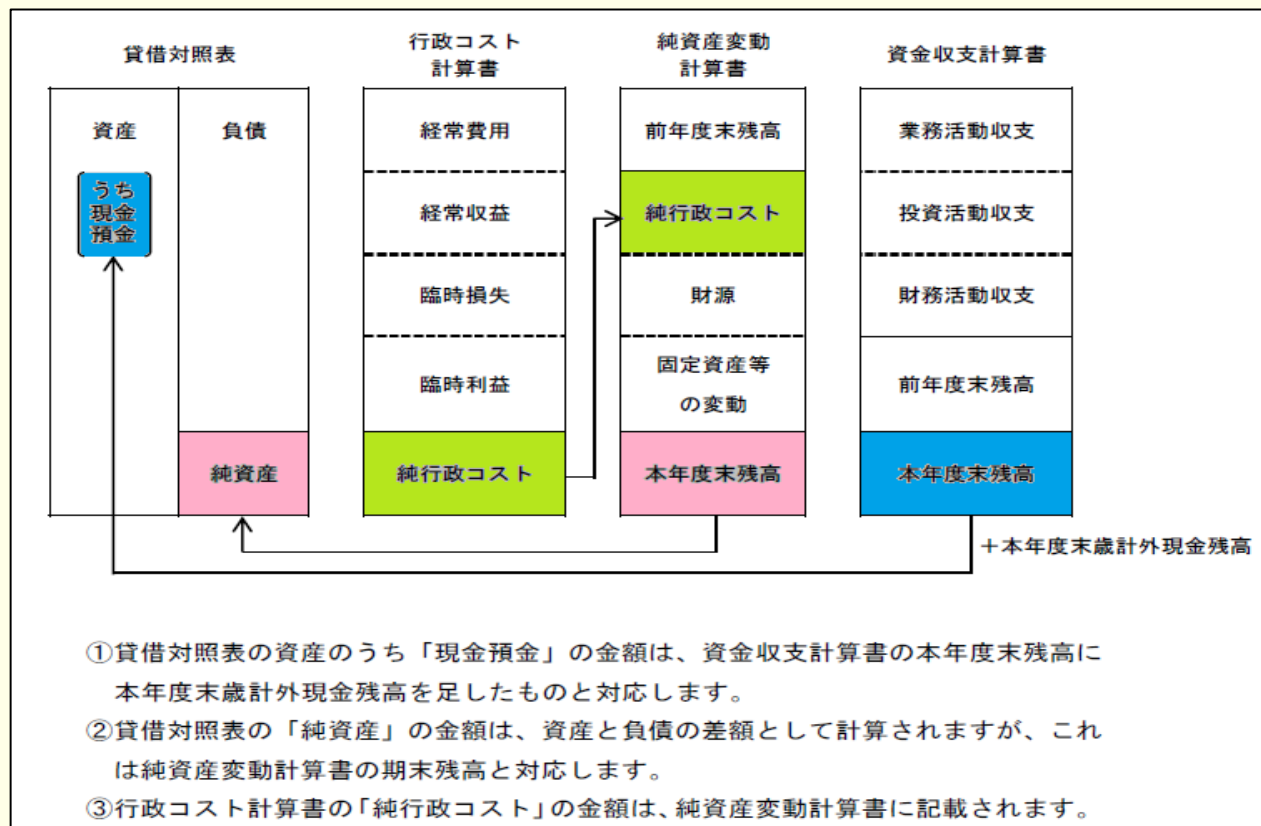 貸借対照表
行政コスト
計算書
純資産変動
計算書
資金収支計算書
資産
負債
うち
現金
預金
純資産
経常費用
経常収益
臨時損失
臨時利益
純行政コスト
前年度末残高
純行政コスト
財源
固定資産等
の変動
本年度末残高
業務活動収支
投資活動収支
財務活動収支
前年度末残高
本年度末残高
＋本年度末歳計外現金残高
①貸借対照表の資産のうち「現金預金」の金額は、資金収支計算書の本年度末残高に
本年度末歳計外現金残高を足したものと対応します。
②貸借対照表の「純資産」の金額は、資産と負債の差額として計算されますが、これ
は純資産変動計算書の期末残高と対応します。
③行政コスト計算書の「純行政コスト」の金額は、純資産変動計算書に記載されます。